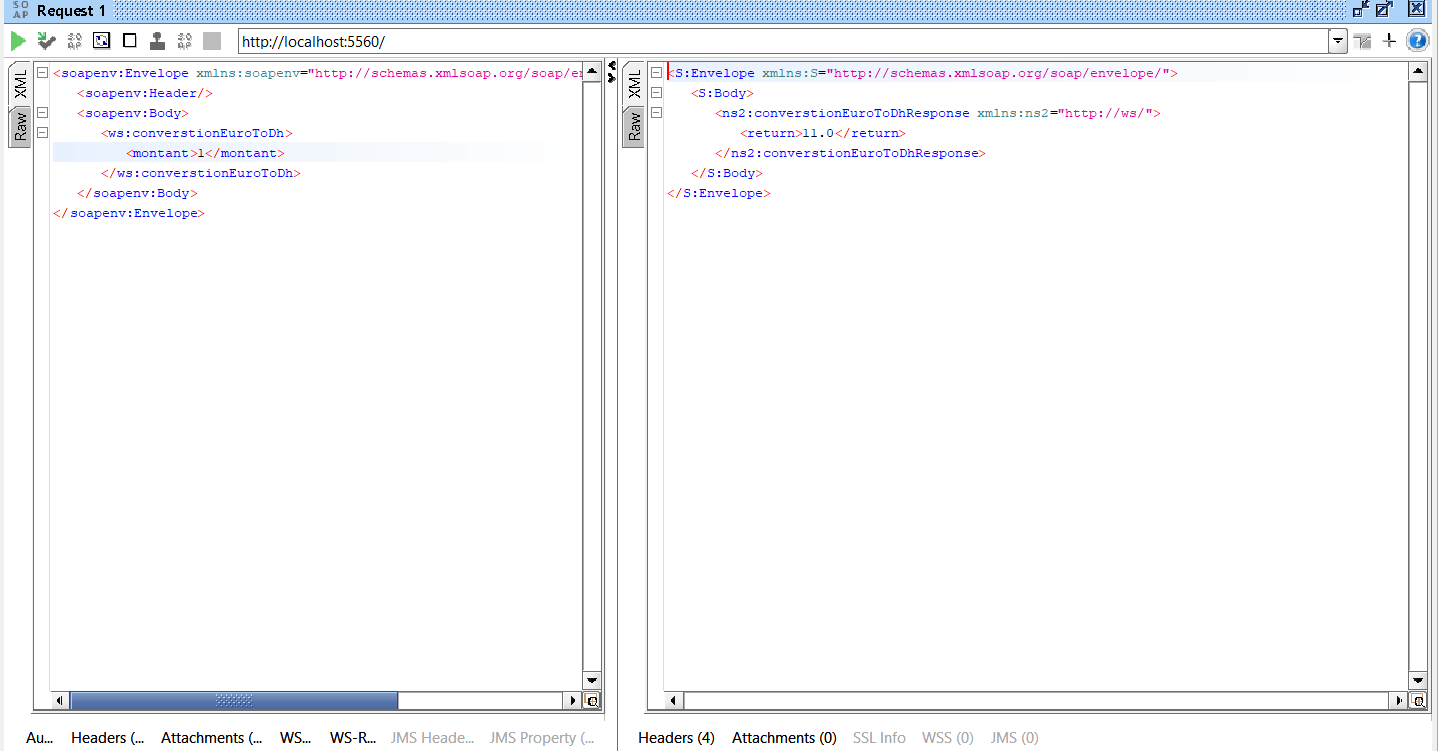 SO
AP
Request 1
http://localhost:5560/
XML
Raw
<soapenv:Envelope xmlns:soapenv="http://schemas.xmlsoap.org/soap/en
<soapenv:Header/>
<soapenv:Body>
<ws:converstionEuroToDh>
<montant>1</montant>
</ws:converstionEuroToDh>
</soapenv:Body>
</soapenv:Envelope>
XML
Raw
<S:Envelope xmlns:S="http://schemas.xmlsoap.org/soap/envelope/">
<S:Body>
<ns2:converstionEuroToDhResponse xmlns:ns2="http://ws/">
<return>11.0</return>
</ns2:converstionEuroToDhResponse>
</S:Body>
</S:Envelope>
Au... Headers (... Attachments (... WS... WS-R... JMS Heade... JMS Property (...
Headers (4) Attachments (0) SSL Info WSS (0) JMS (0)